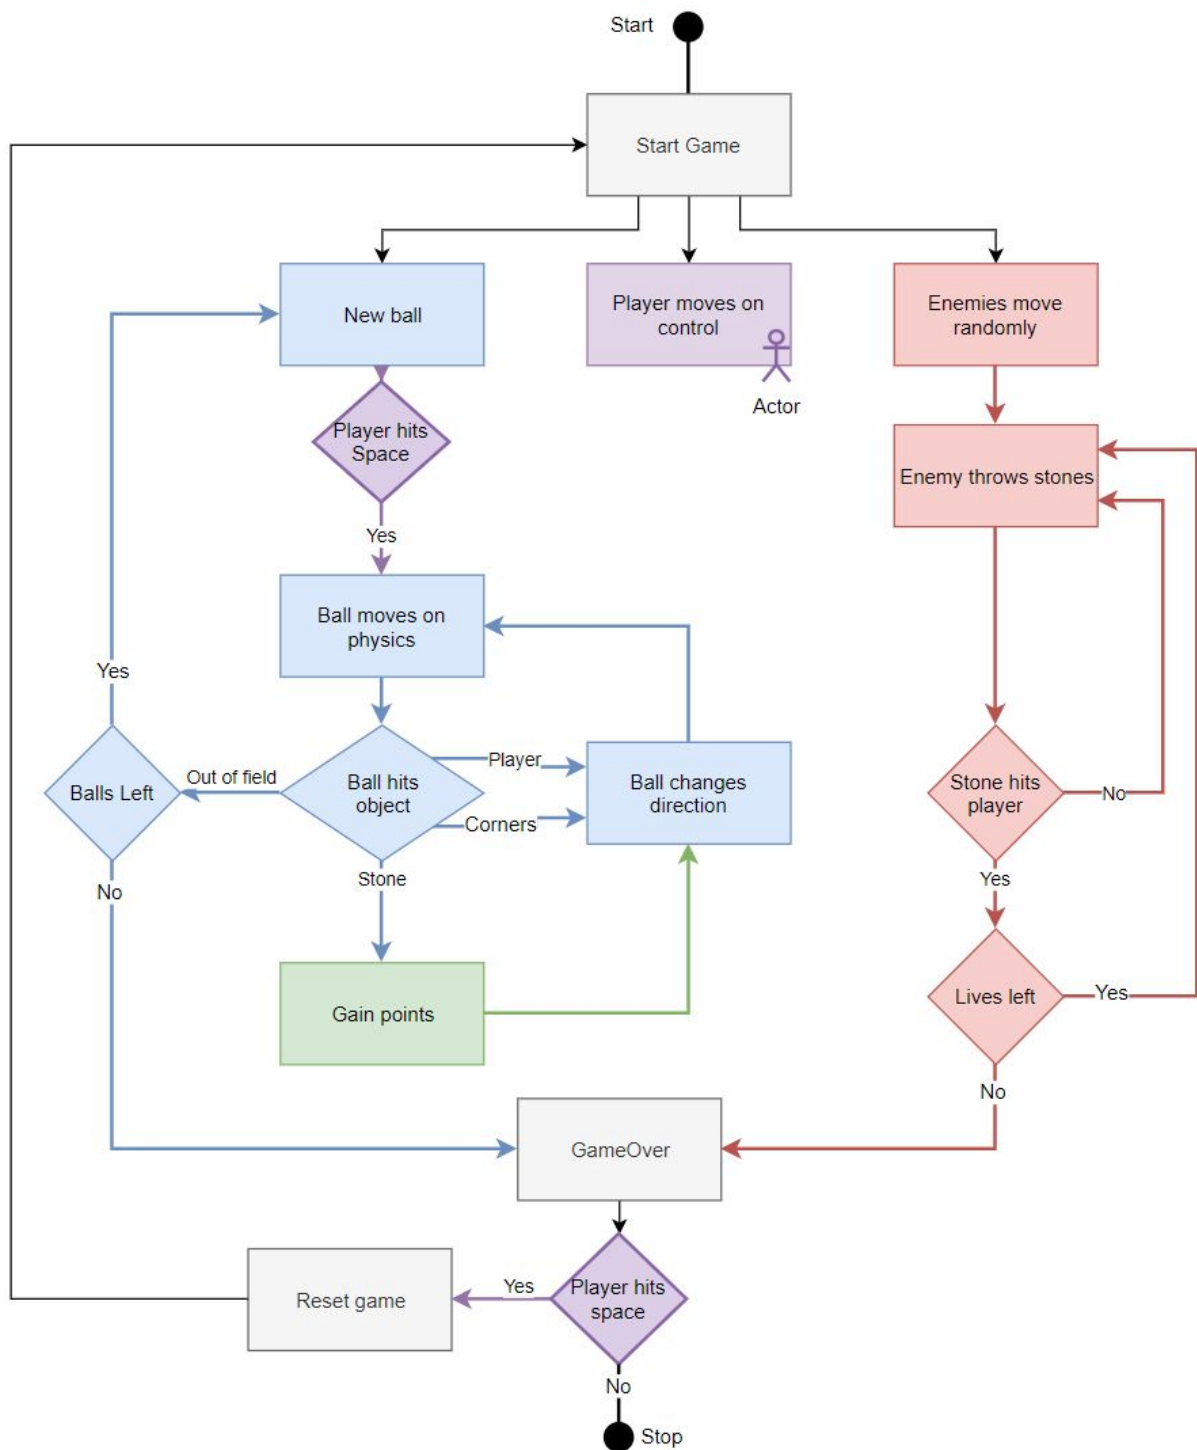 Start
Start Game
New ball
Player moves on
control
Enemies move
randomly
Actor
Player hits
Space
Enemy throws stones
Yes
Ball moves on
physics
Yes
Player
Out of field
Balls Left
Ball hits
object
Ball changes
direction
Stone hits
player
No
Corners
Stone
Yes
No
Gain points
Lives left
Yes
No
GameOver
Yes
Player hits
space
Reset game
No
Stop